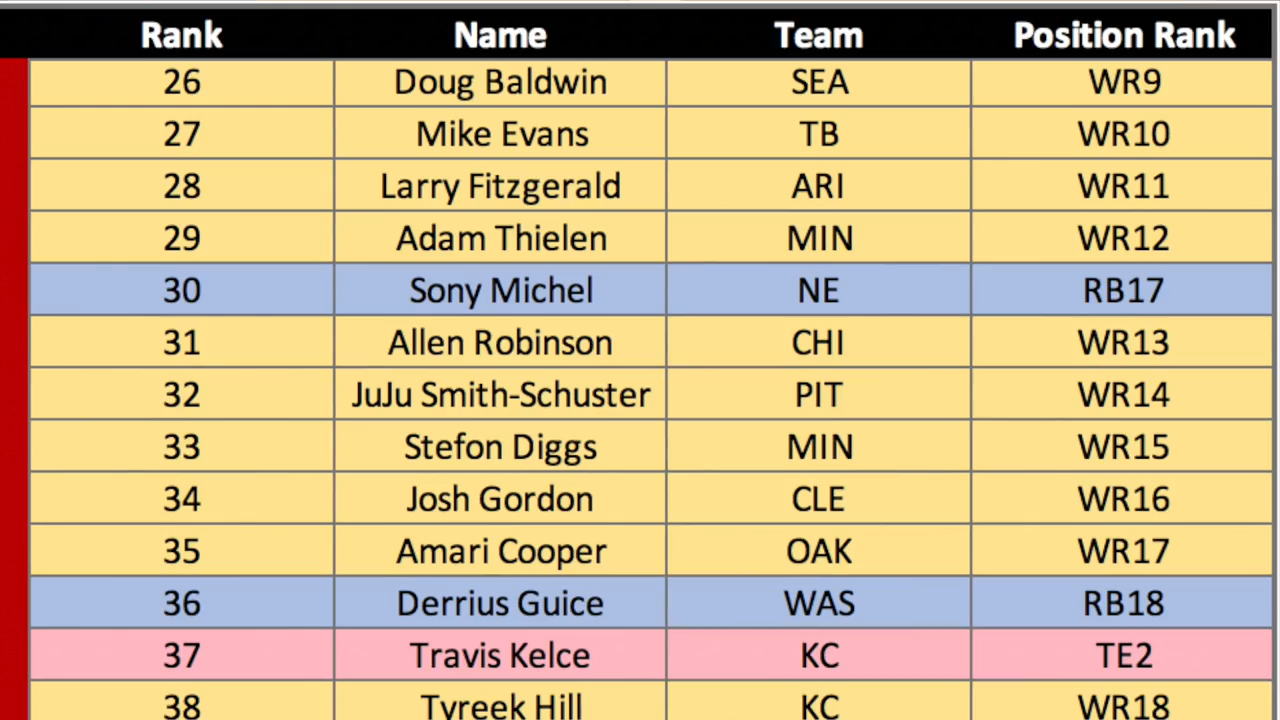 Rank Name Team Position Rank
26 Doug Baldwin SEA WR9
27 Mike Evans TB WR10
28 Larry Fitzgerald ARI WR11
29 Adam Thielen MIN WR12
30 Sony Michel NE RB17
31 Allen Robinson CHI WR13
32 JuJu Smith-Schuster PIT WR14
33 Stefon Diggs MIN WR15
34 Josh Gordon CLE WR16
35 Amari Cooper OAK WR17
36 Derrius Guice WAS RB18
37 Travis Kelce KC TE2
38 Tyreek Hill KC WR18